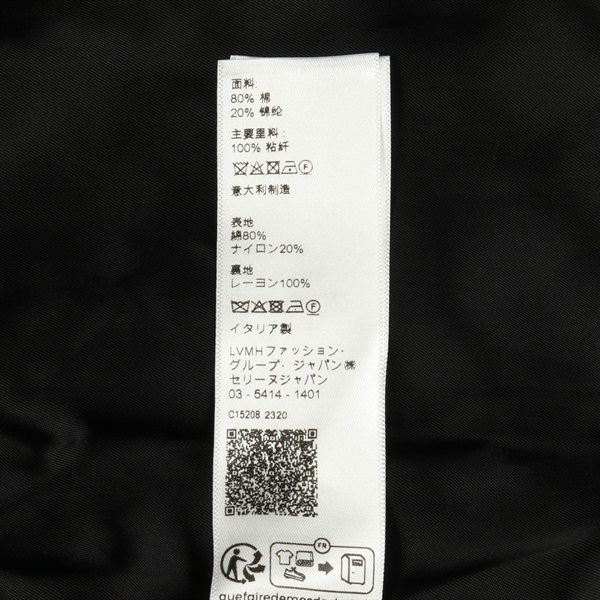 面料:
80% 棉
20% 锦纶
主要里料:
100% 粘纤
F
意大利制造
表地
綿80%
ナイロン20%
裏地
レーヨン100%
F
イタリア製
LVMHファッション・
グループ・ジャパン㈱
セリーヌジャパン
03 - 5414 - 1401
C15208 2320
FR